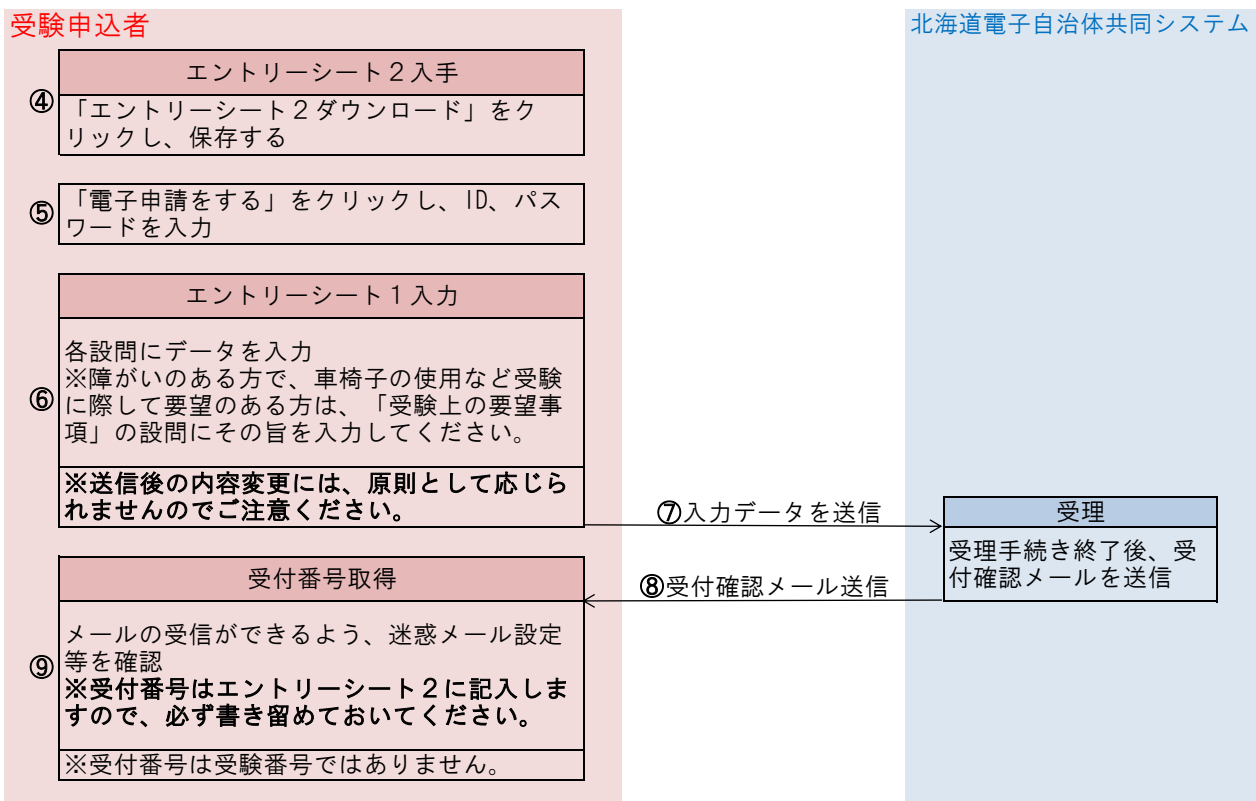 受験申込者
北海道電子自治体共同システム
エントリーシート２入手
④
「エントリーシート２ダウンロード」をク
リックし、保存する
⑤
「電子申請をする」をクリックし、ID、パス
ワードを入力
エントリーシート１入力
⑥
各設問にデータを入力
※障がいのある方で、車椅子の使用など受験
に際して要望のある方は、「受験上の要望事
項」の設問にその旨を入力してください。
※送信後の内容変更には、原則として応じら
れませんのでご注意ください。
⑦入力データを送信
受理
受理手続き終了後、受
付確認メールを送信
⑧受付確認メール送信
受付番号取得
⑨
メールの受信ができるよう、迷惑メール設定
等を確認
※受付番号はエントリーシート２に記入しま
すので、必ず書き留めておいてください。
※受付番号は受験番号ではありません。